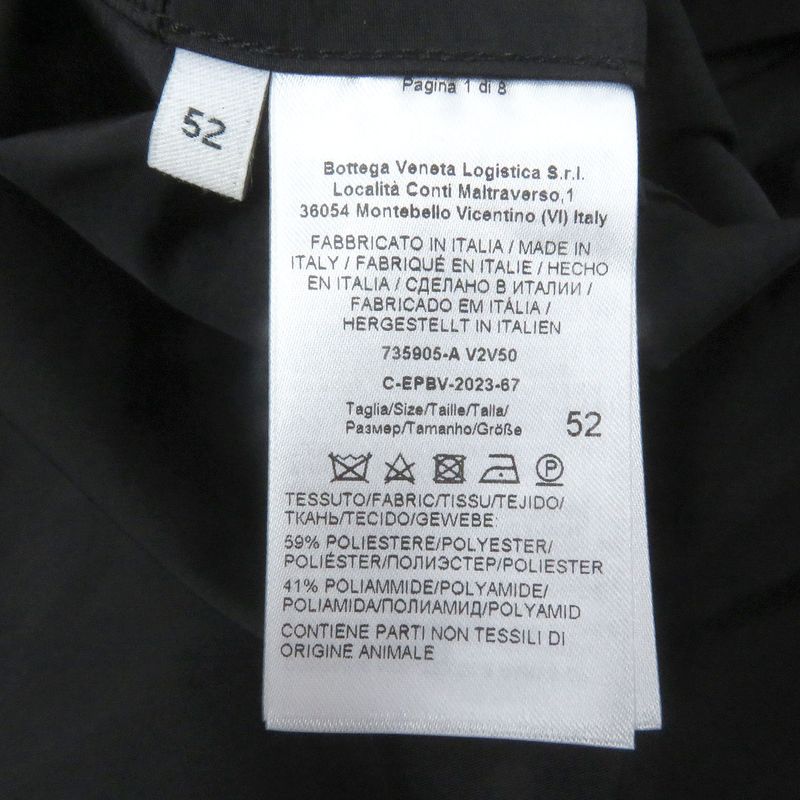 52
Pagina 1 di 8
Bottega Veneta Logistica S.r.l.
Località Conti Maltraverso,1
36054 Montebello Vicentino (VI) Italy
FABBRICATO IN ITALIA / MADE IN
ITALY / FABRIQUÉ EN ITALIE / HECHO
EN ITALIA / СДЕЛАНО В ИТАЛИИ /
FABRICADO EM ITÁLIA /
HERGESTELLT IN ITALIEN
735905-A V2V50
C-EPBV-2023-67
Taglia/Size/Taille/Talla/
Размер/Tamanho/Größe 52
P
TESSUTO/FABRIC/TISSU/TEJIDO/
ТКАНЬ/TECIDO/GEWEBE:
59% POLIESTERE/POLYESTER/
POLIÉSTER/ПОЛИЭСТЕР/POLIESTER
41% POLIAMMIDE/POLYAMIDE/
POLIAMIDA/ПОЛИАМИД/POLYAMID
CONTIENE PARTI NON TESSILI DI
ORIGINE ANIMALE